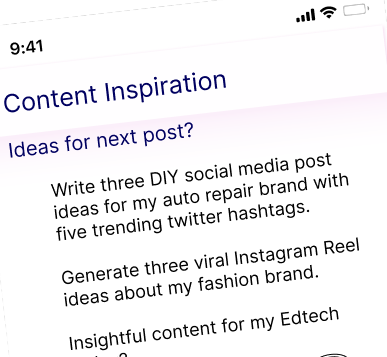 9:41
Content Inspiration
Ideas for next post?
Write three DIY social media post
ideas for my auto repair brand with
five trending twitter hashtags.
Generate three viral Instagram Reel
ideas about my fashion brand.
Insightful content for my Edtech